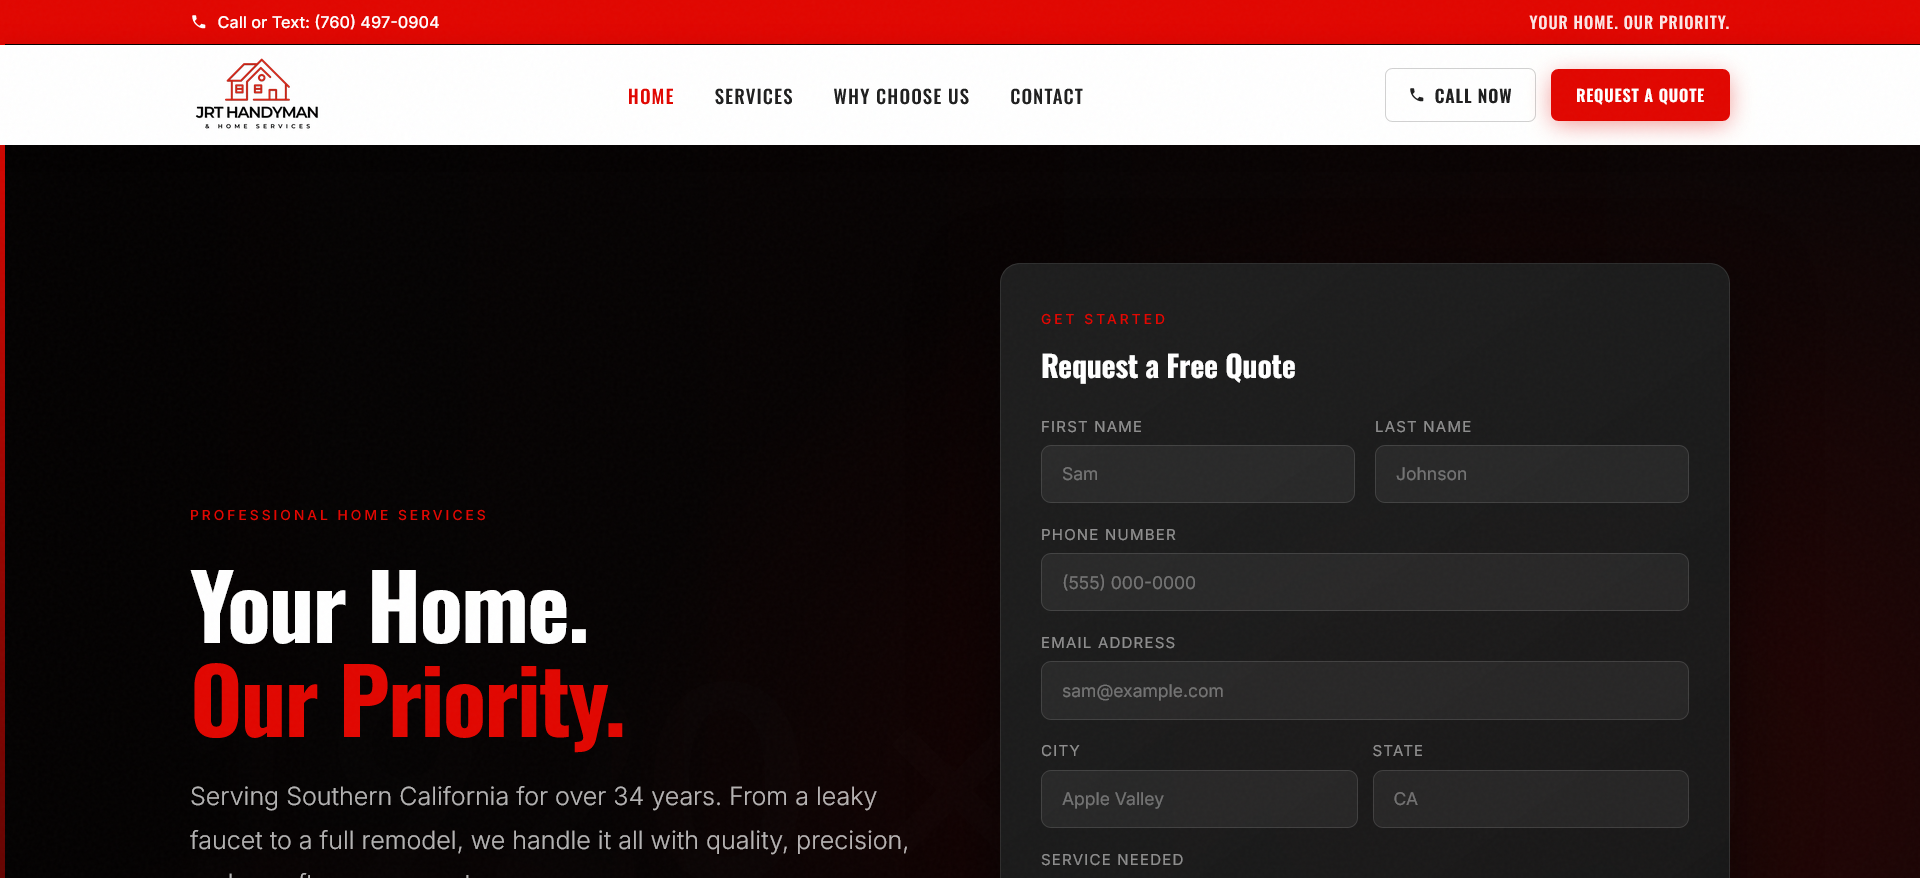 Call or Text: (760) 497-0904
YOUR HOME. OUR PRIORITY.
JRT HANDYMAN
& HOME SERVICES
HOME
SERVICES
WHY CHOOSE US
CONTACT
CALL NOW
REQUEST A QUOTE
PROFESSIONAL HOME SERVICES
Your Home.
Our Priority.
Serving Southern California for over 34 years. From a leaky
faucet to a full remodel, we handle it all with quality, precision,
GET STARTED
Request a Free Quote
FIRST NAME
LAST NAME
Sam
Johnson
PHONE NUMBER
(555) 000-0000
EMAIL ADDRESS
sam@example.com
CITY
STATE
Apple Valley
CA
SERVICE NEEDED